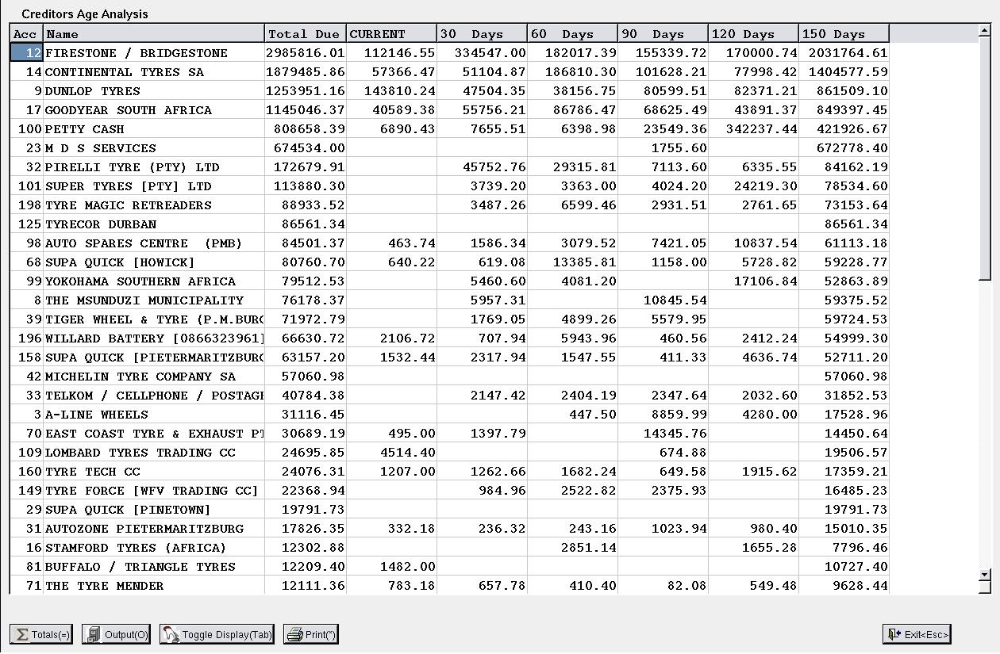 Creditors Age Analysis
Acc Name Total Due CURRENT 30 Days 60 Days 90 Days 120 Days 150 Days
12 FIRESTONE / BRIDGESTONE 2985816.01 112146.55 334547.00 182017.39 155339.72 170000.74 2031764.61
14 CONTINENTAL TYRES SA 1879485.86 57366.47 51104.87 186810.30 101628.21 77998.42 1404577.59
9 DUNLOP TYRES 1253951.16 143810.24 47504.35 38156.75 80599.51 82371.21 861509.10
17 GOODYEAR SOUTH AFRICA 1145046.37 40589.38 55756.21 86786.47 68625.49 43891.37 849397.45
100 PETTY CASH 808658.39 6890.43 7655.51 6398.98 23549.36 342237.44 421926.67
23 M D S SERVICES 674534.00 1755.60 672778.40
32 PIRELLI TYRE (PTY) LTD 172679.91 45752.76 29315.81 7113.60 6335.55 84162.19
101 SUPER TYRES [PTY] LTD 113880.30 3739.20 3363.00 4024.20 24219.30 78534.60
198 TYRE MAGIC RETREADERS 88933.52 3487.26 6599.46 2931.51 2761.65 73153.64
125 TYRECOR DURBAN 86561.34 86561.34
98 AUTO SPARES CENTRE (PMB) 84501.37 463.74 1586.34 3079.52 7421.05 10837.54 61113.18
68 SUPA QUICK [HOWICK] 80760.70 640.22 619.08 13385.81 1158.00 5728.82 59228.77
99 YOKOHAMA SOUTHERN AFRICA 79512.53 5460.60 4081.20 17106.84 52863.89
8 THE MSUNDUZI MUNICIPALITY 76178.37 5957.31 10845.54 59375.52
39 TIGER WHEEL & TYRE (P.M.BURG 71972.79 1769.05 4899.26 5579.95 59724.53
196 WILLARD BATTERY [0866323961] 66630.72 2106.72 707.94 5943.96 460.56 2412.24 54999.30
158 SUPA QUICK [PIETERMARITZBURG 63157.20 1532.44 2317.94 1547.55 411.33 4636.74 52711.20
42 MICHELIN TYRE COMPANY SA 57060.98 57060.98
33 TELKOM / CELLPHONE / POSTAGE 40784.38 2147.42 2404.19 2347.64 2032.60 31852.53
3 A-LINE WHEELS 31116.45 447.50 8859.99 4280.00 17528.96
70 EAST COAST TYRE & EXHAUST PT 30689.19 495.00 1397.79 14345.76 14450.64
109 LOMBARD TYRES TRADING CC 24695.85 4514.40 674.88 19506.57
160 TYRE TECH CC 24076.31 1207.00 1262.66 1682.24 649.58 1915.62 17359.21
149 TYRE FORCE [WFV TRADING CC] 22368.94 984.96 2522.82 2375.93 16485.23
29 SUPA QUICK [PINETOWN] 19791.73 19791.73
31 AUTOZONE PIETERMARITZBURG 17826.35 332.18 236.32 243.16 1023.94 980.40 15010.35
16 STAMFORD TYRES (AFRICA) 12302.88 2851.14 1655.28 7796.46
81 BUFFALO / TRIANGLE TYRES 12209.40 1482.00 10727.40
71 THE TYRE MENDER 12111.36 783.18 657.78 410.40 82.08 549.48 9628.44
Totals(=) Output(O) Toggle Display(Tab) Print(*) Exit<Esc>